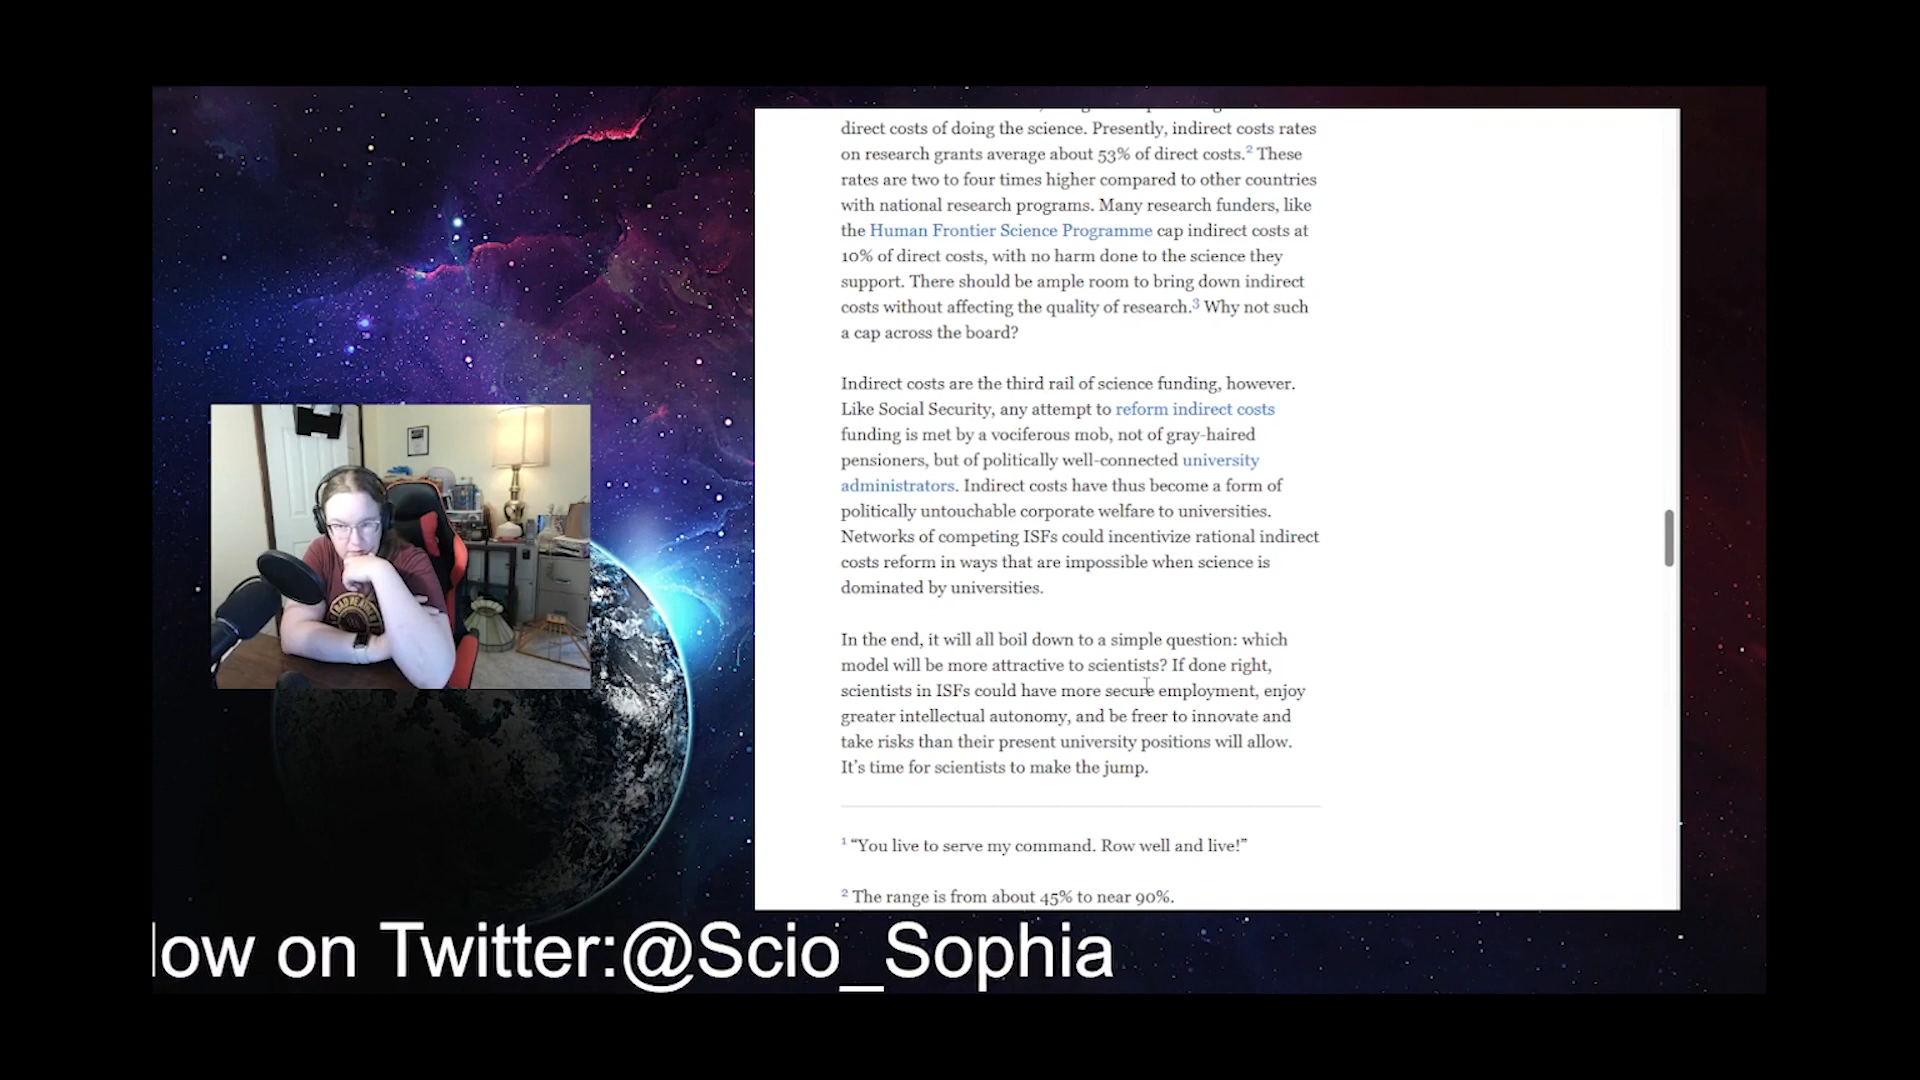 direct costs of doing the science. Presently, indirect costs rates
on research grants average about 53% of direct costs.2 These
rates are two to four times higher compared to other countries
with national research programs. Many research funders, like
the Human Frontier Science Programme cap indirect costs at
10% of direct costs, with no harm done to the science they
support. There should be ample room to bring down indirect
costs without affecting the quality of research.3 Why not such
a cap across the board?
Indirect costs are the third rail of science funding, however.
Like Social Security, any attempt to reform indirect costs
funding is met by a vociferous mob, not of gray-haired
pensioners, but of politically well-connected university
administrators. Indirect costs have thus become a form of
politically untouchable corporate welfare to universities.
Networks of competing ISFs could incentivize rational indirect
costs reform in ways that are impossible when science is
dominated by universities.
In the end, it will all boil down to a simple question: which
model will be more attractive to scientists? If done right,
scientists in ISFs could have more secure employment, enjoy
greater intellectual autonomy, and be freer to innovate and
take risks than their present university positions will allow.
It's time for scientists to make the jump.
1 “You live to serve my command. Row well and live!”
2 The range is from about 45% to near 90%.
low on Twitter:@Scio_Sophia